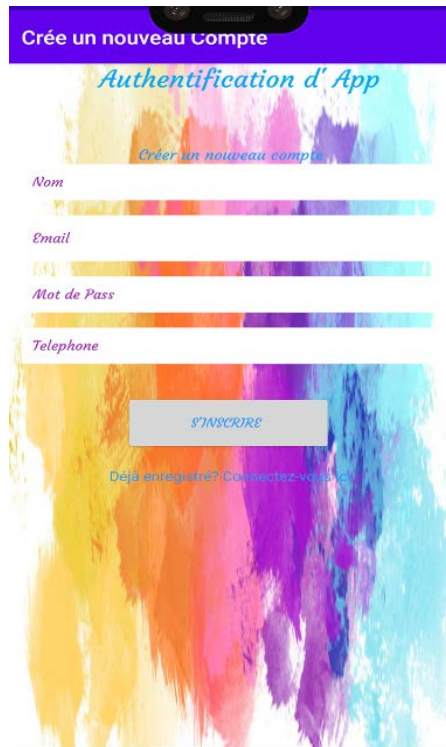 Crée un nouveau Compte
Authentification d' App
Créer un nouveau compte
Nom
Email
Mot de Pass
Telephone
S'INSCRIRE
Déjà enregistré? Connectez-vous ici